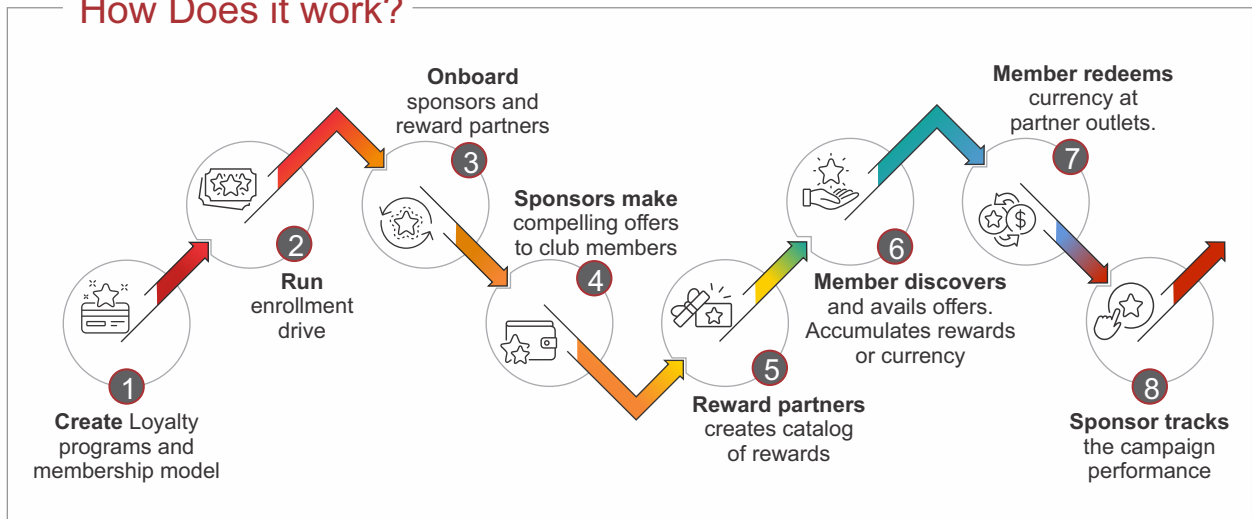 How Does it work?
1
Create Loyalty
programs and
membership model
2
Run
enrollment
drive
Onboard
sponsors and
reward partners
3
Sponsors make
compelling offers
to club members
4
5
Reward partners
creates catalog
of rewards
6
Member discovers
and avails offers.
Accumulates rewards
or currency
Member redeems
currency at
partner outlets.
7
$
8
Sponsor tracks
the campaign
performance